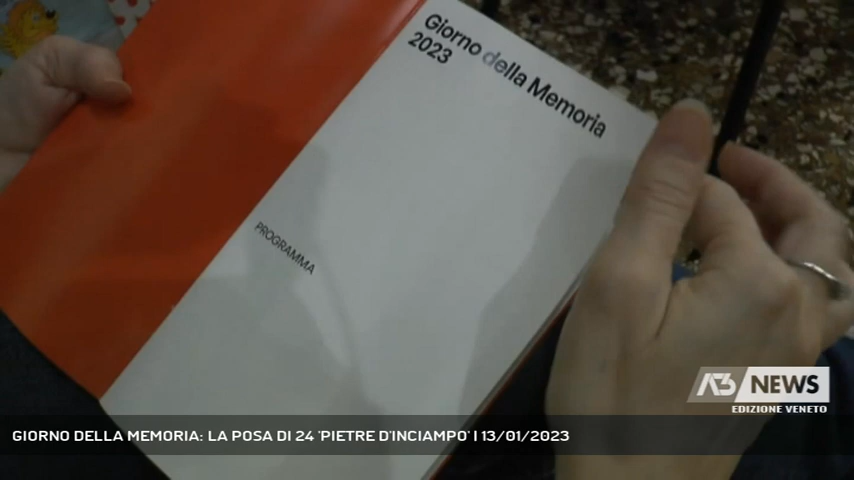 Giorno della Memoria
2023
PROGRAMMA
A3 NEWS
EDIZIONE VENETO
GIORNO DELLA MEMORIA: LA POSA DI 24 'PIETRE D'INCIAMPO' | 13/01/2023